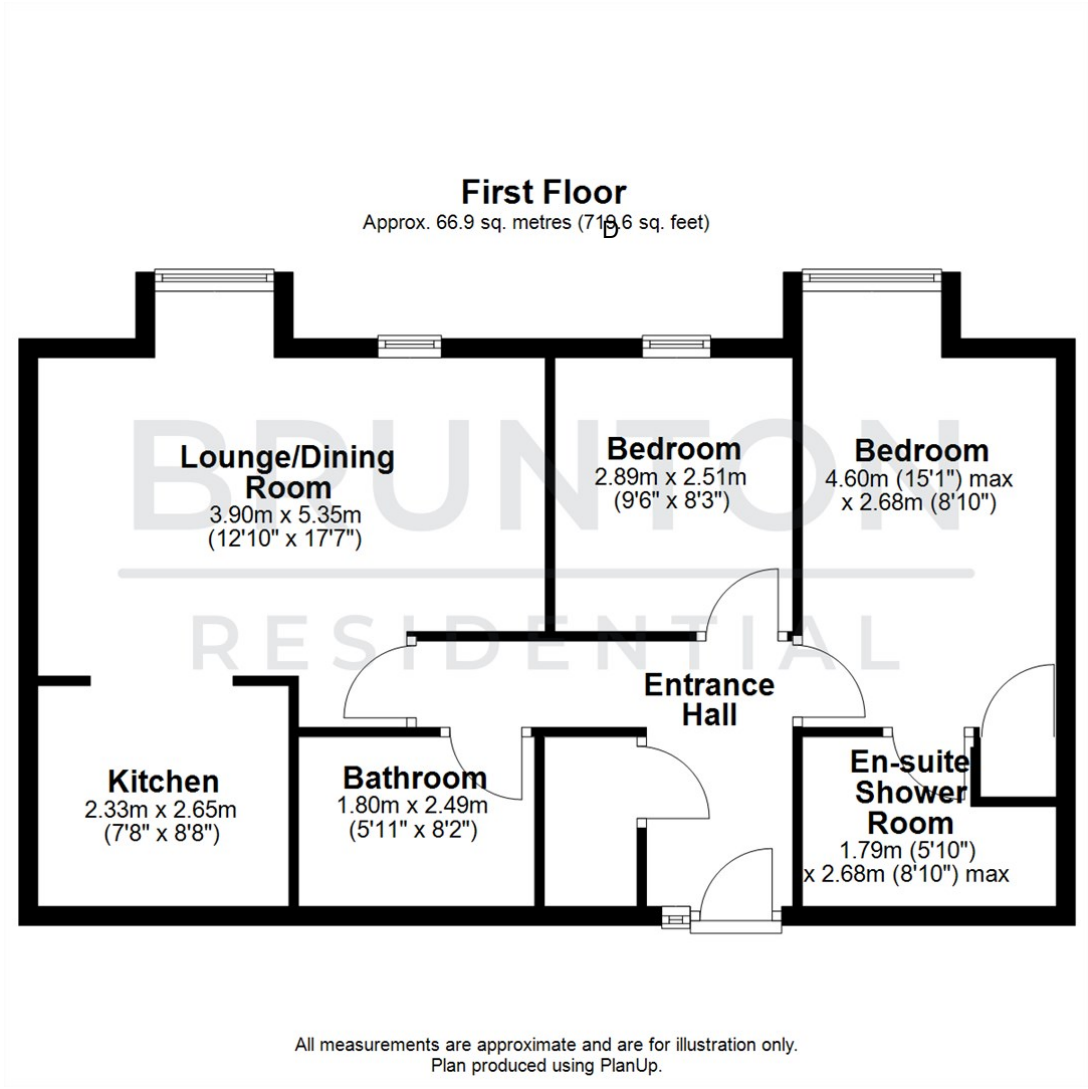 First Floor
Approx. 66.9 sq. metres (719.6 sq. feet)
D
BRUNTON
RESIDENTIAL
Lounge/Dining
Room
3.90m x 5.35m
(12'10" x 17'7")
Bedroom
2.89m x 2.51m
(9'6" x 8'3")
Bedroom
4.60m (15'1") max
x 2.68m (8'10")
Entrance
Hall
Kitchen
2.33m x 2.65m
(7'8" x 8'8")
Bathroom
1.80m x 2.49m
(5'11" x 8'2")
En-suite
Shower
Room
1.79m (5'10")
x 2.68m (8'10") max
All measurements are approximate and are for illustration only.
Plan produced using PlanUp.